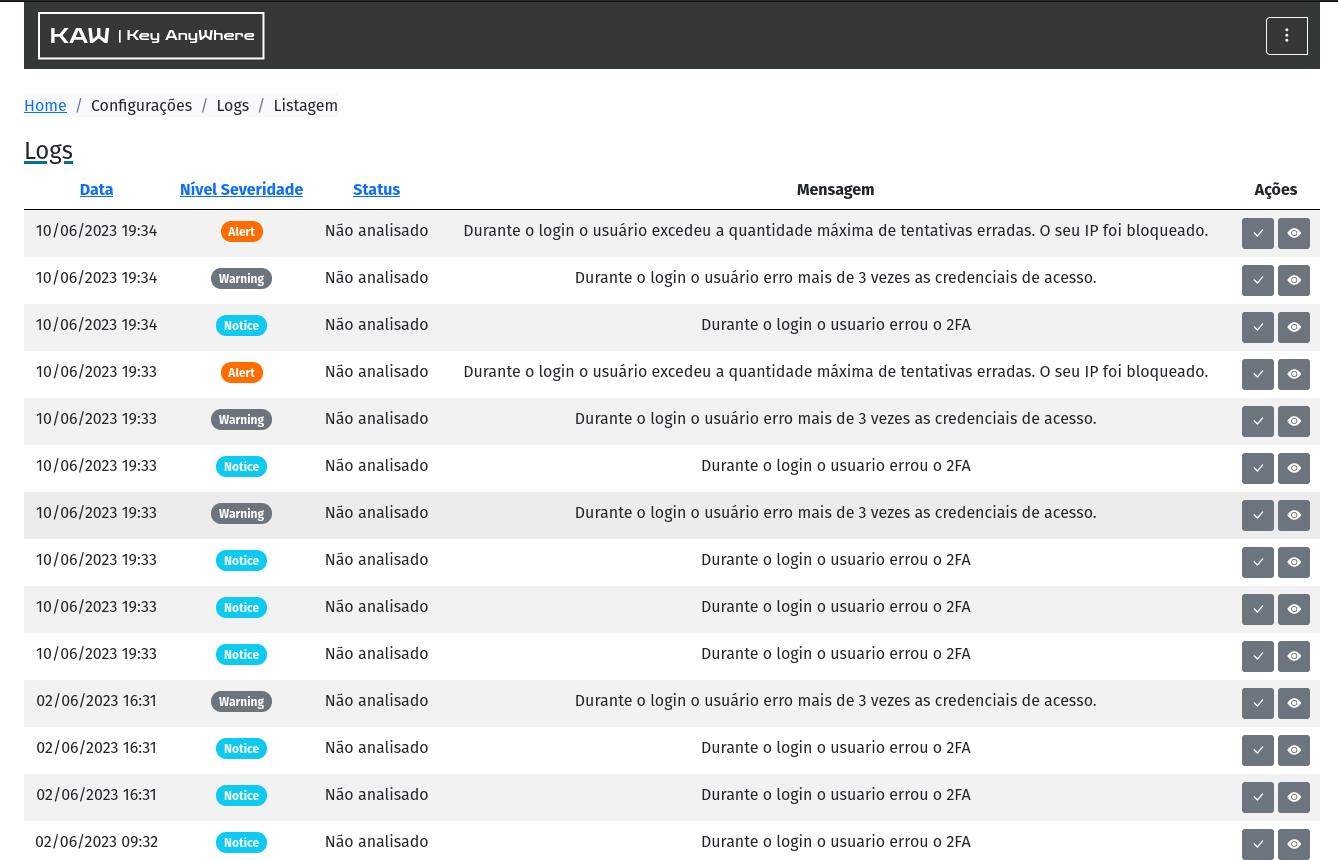 KAW | Key AnyWhere
Home / Configurações / Logs / Listagem
Logs
Data Nível Severidade Status Mensagem Ações
10/06/2023 19:34 Alert Não analisado Durante o login o usuário excedeu a quantidade máxima de tentativas erradas. O seu IP foi bloqueado.
10/06/2023 19:34 Warning Não analisado Durante o login o usuário erro mais de 3 vezes as credenciais de acesso.
10/06/2023 19:34 Notice Não analisado Durante o login o usuario errou o 2FA
10/06/2023 19:33 Alert Não analisado Durante o login o usuário excedeu a quantidade máxima de tentativas erradas. O seu IP foi bloqueado.
10/06/2023 19:33 Warning Não analisado Durante o login o usuário erro mais de 3 vezes as credenciais de acesso.
10/06/2023 19:33 Notice Não analisado Durante o login o usuario errou o 2FA
10/06/2023 19:33 Warning Não analisado Durante o login o usuário erro mais de 3 vezes as credenciais de acesso.
10/06/2023 19:33 Notice Não analisado Durante o login o usuario errou o 2FA
10/06/2023 19:33 Notice Não analisado Durante o login o usuario errou o 2FA
10/06/2023 19:33 Notice Não analisado Durante o login o usuario errou o 2FA
02/06/2023 16:31 Warning Não analisado Durante o login o usuário erro mais de 3 vezes as credenciais de acesso.
02/06/2023 16:31 Notice Não analisado Durante o login o usuario errou o 2FA
02/06/2023 16:31 Notice Não analisado Durante o login o usuario errou o 2FA
02/06/2023 09:32 Notice Não analisado Durante o login o usuario errou o 2FA